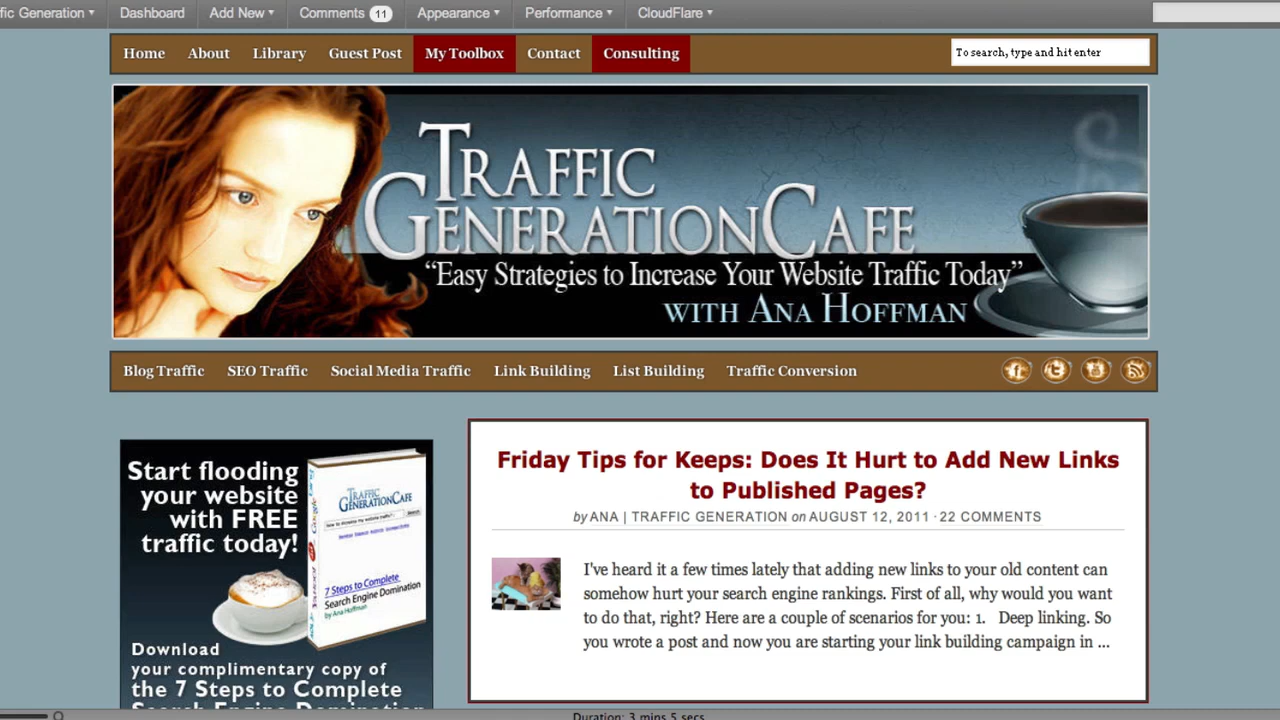 fic Generation
Dashboard
Add New
Comments 11
Appearance
Performance
CloudFlare
Home
About
Library
Guest Post
My Toolbox
Contact
Consulting
To search, type and hit enter
TRAFFIC
GENERATIONCAFE
“Easy Strategies to Increase Your Website Traffic Today”
WITH ANA HOFFMAN
Blog Traffic
SEO Traffic
Social Media Traffic
Link Building
List Building
Traffic Conversion
Start flooding
your website
with FREE
traffic today!
TRAFFIC
GENERATIONCAFE
Search
7 Steps to Complete
Search Engine Domination
by Ana Hoffman
Download
your complimentary copy of
the 7 Steps to Complete
Search Engine Domination
Friday Tips for Keeps: Does It Hurt to Add New Links
to Published Pages?
by ANA | TRAFFIC GENERATION on AUGUST 12, 2011 · 22 COMMENTS
I've heard it a few times lately that adding new links to your old content can
somehow hurt your search engine rankings. First of all, why would you want
to do that, right? Here are a couple of scenarios for you: 1. Deep linking. So
you wrote a post and now you are starting your link building campaign in ...
Duration: 3 mins 5 secs